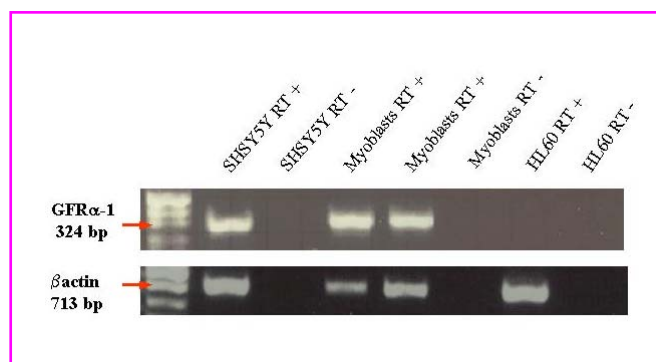 SHSY5Y RT +
SHSY5Y RT -
Myoblasts RT +
Myoblasts RT +
Myoblasts RT -
HL60 RT +
HL60 RT -
GFRα-1
324 bp
βactin
713 bp